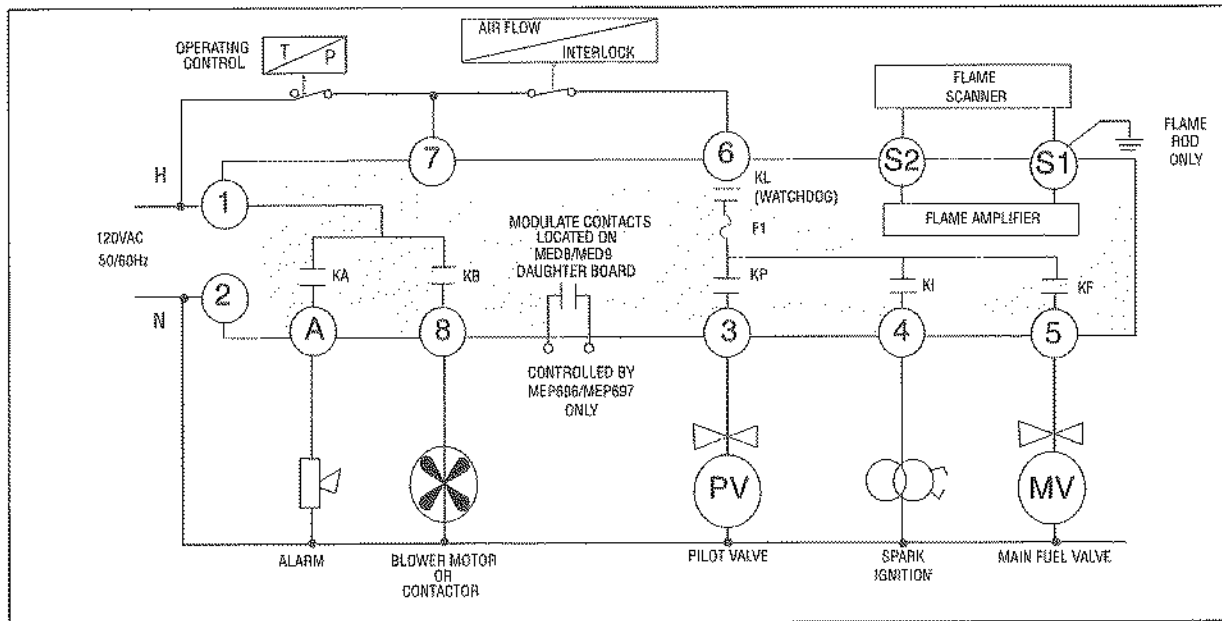 OPERATING
CONTROL
T
P
AIR FLOW
INTERLOCK
FLAME
SCANNER
FLAME
ROD
ONLY
7
6
S2
S1
H
1
KL
(WATCHDOG)
F1
FLAME AMPLIFIER
120VAC
50/60Hz
MODULATE CONTACTS
LOCATED ON
MED8/MED9
DAUGHTER BOARD
KA
KB
KP
KI
KF
2
N
A
8
3
4
5
CONTROLLED BY
MEP696/MEP697
ONLY
PV
MV
ALARM
BLOWER MOTOR
OR
CONTACTOR
PILOT VALVE
SPARK
IGNITION
MAIN FUEL VALVE